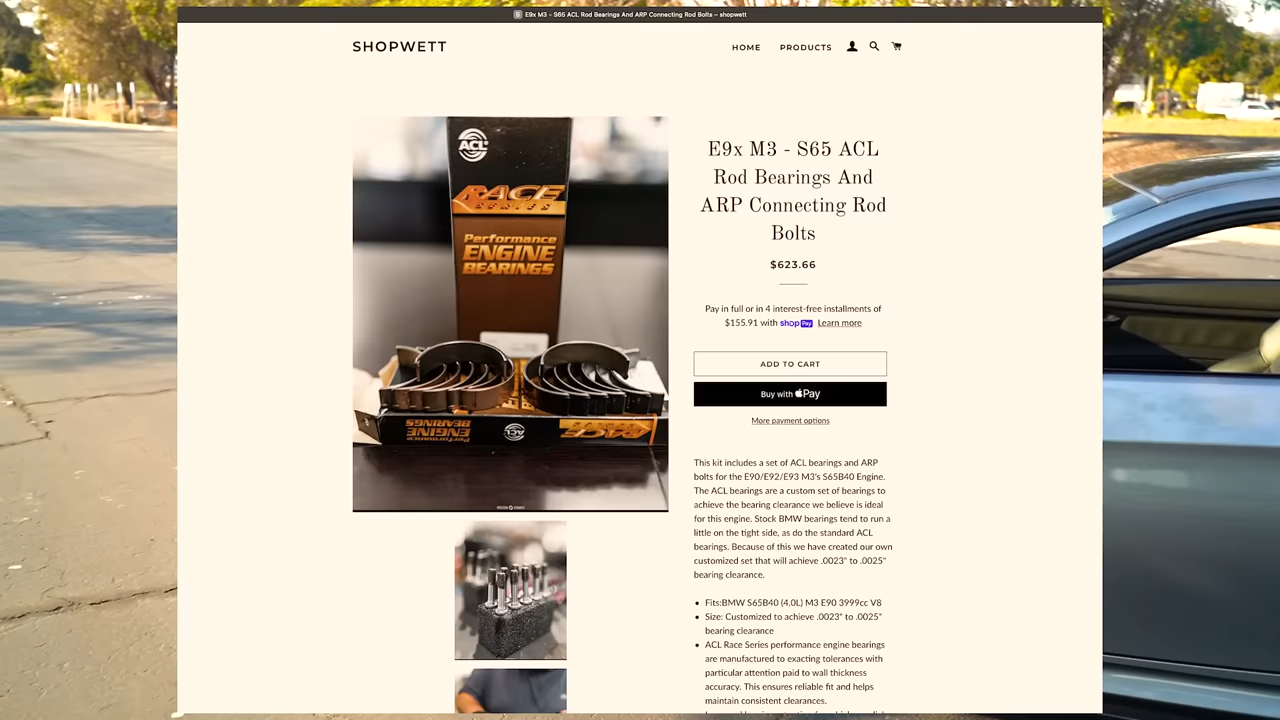 S E9x M3 - S65 ACL Rod Bearings And ARP Connecting Rod Bolts – shopwett
SHOPWETT
HOME PRODUCTS
ACL
RACE
SERIES
Performance
ENGINE
BEARINGS
Performance
ENGINE
BEARINGS
ACL
RACE
E9x M3 - S65 ACL
Rod Bearings And
ARP Connecting Rod
Bolts
$623.66
Pay in full or in 4 interest-free installments of
$155.91 with shop Pay Learn more
ADD TO CART
Buy with Pay
More payment options
This kit includes a set of ACL bearings and ARP
bolts for the E90/E92/E93 M3's S65B40 Engine.
The ACL bearings are a custom set of bearings to
achieve the bearing clearance we believe is ideal
for this engine. Stock BMW bearings tend to run a
little on the tight side, as do the standard ACL
bearings. Because of this we have created our own
customized set that will achieve .0023" to .0025"
bearing clearance.
• Fits:BMW S65B40 (4.0L) M3 E90 3999cc V8
• Size: Customized to achieve .0023" to .0025"
bearing clearance
• ACL Race Series performance engine bearings
are manufactured to exacting tolerances with
particular attention paid to wall thickness
accuracy. This ensures reliable fit and helps
maintain consistent clearances.